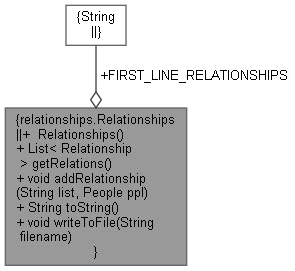 {String
||}
+FIRST_LINE_RELATIONSHIPS
{relationships.Relationships
||+  Relationships()
+ List< Relationship
 > getRelations()
+ void addRelationship
(String list, People ppl)
+ String toString()
+ void writeToFile(String
 filename)
}